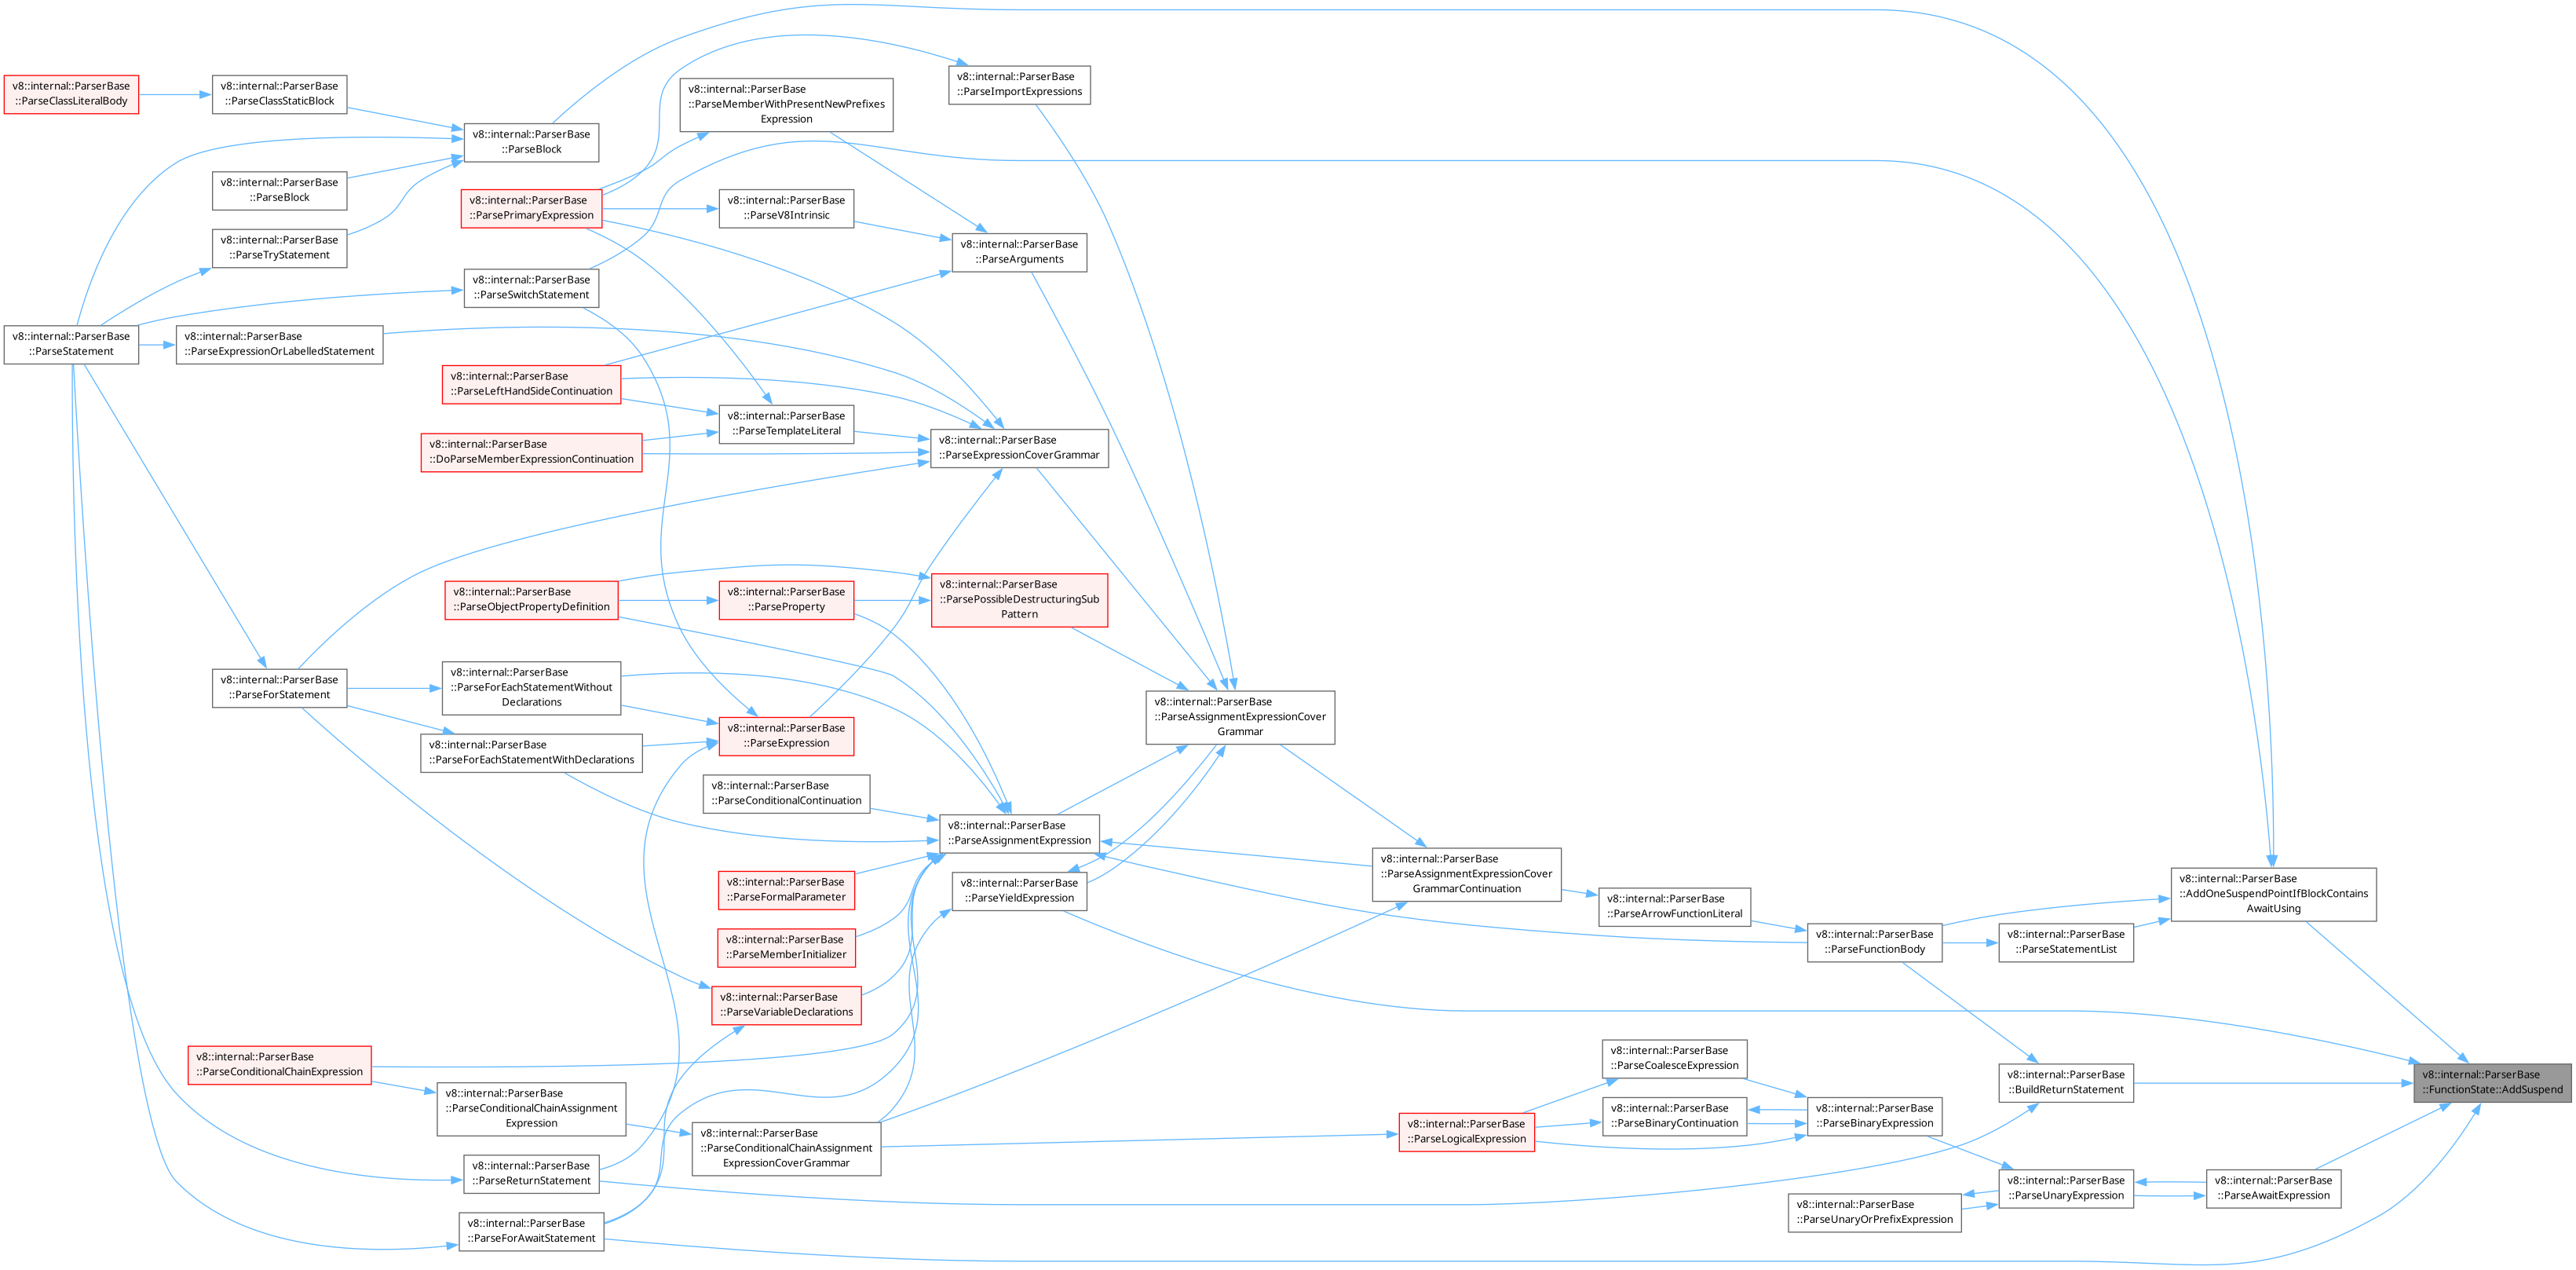 v8::internal::ParserBase
::ParseClassLiteralBody
v8::internal::ParserBase
::ParseClassStaticBlock
v8::internal::ParserBase
::ParseBlock
v8::internal::ParserBase
::ParseMemberWithPresentNewPrefixes
Expression
v8::internal::ParserBase
::ParseImportExpressions
v8::internal::ParserBase
::ParseBlock
v8::internal::ParserBase
::ParsePrimaryExpression
v8::internal::ParserBase
::ParseV8Intrinsic
v8::internal::ParserBase
::ParseTryStatement
v8::internal::ParserBase
::ParseArguments
v8::internal::ParserBase
::ParseSwitchStatement
v8::internal::ParserBase
::ParseStatement
v8::internal::ParserBase
::ParseExpressionOrLabelledStatement
v8::internal::ParserBase
::ParseLeftHandSideContinuation
v8::internal::ParserBase
::ParseTemplateLiteral
v8::internal::ParserBase
::DoParseMemberExpressionContinuation
v8::internal::ParserBase
::ParseExpressionCoverGrammar
v8::internal::ParserBase
::ParseObjectPropertyDefinition
v8::internal::ParserBase
::ParseProperty
v8::internal::ParserBase
::ParsePossibleDestructuringSub
Pattern
v8::internal::ParserBase
::ParseForStatement
v8::internal::ParserBase
::ParseForEachStatementWithout
Declarations
v8::internal::ParserBase
::ParseForEachStatementWithDeclarations
v8::internal::ParserBase
::ParseExpression
v8::internal::ParserBase
::ParseAssignmentExpressionCover
Grammar
v8::internal::ParserBase
::ParseConditionalContinuation
v8::internal::ParserBase
::ParseAssignmentExpression
v8::internal::ParserBase
::ParseFormalParameter
v8::internal::ParserBase
::ParseYieldExpression
v8::internal::ParserBase
::ParseAssignmentExpressionCover
GrammarContinuation
v8::internal::ParserBase
::ParseArrowFunctionLiteral
v8::internal::ParserBase
::AddOneSuspendPointIfBlockContains
AwaitUsing
v8::internal::ParserBase
::ParseMemberInitializer
v8::internal::ParserBase
::ParseFunctionBody
v8::internal::ParserBase
::ParseStatementList
v8::internal::ParserBase
::ParseVariableDeclarations
v8::internal::ParserBase
::ParseConditionalChainExpression
v8::internal::ParserBase
::ParseConditionalChainAssignment
Expression
v8::internal::ParserBase
::ParseCoalesceExpression
v8::internal::ParserBase
::BuildReturnStatement
v8::internal::ParserBase
::FunctionState::AddSuspend
v8::internal::ParserBase
::ParseConditionalChainAssignment
ExpressionCoverGrammar
v8::internal::ParserBase
::ParseLogicalExpression
v8::internal::ParserBase
::ParseBinaryContinuation
v8::internal::ParserBase
::ParseBinaryExpression
v8::internal::ParserBase
::ParseReturnStatement
v8::internal::ParserBase
::ParseUnaryOrPrefixExpression
v8::internal::ParserBase
::ParseUnaryExpression
v8::internal::ParserBase
::ParseAwaitExpression
v8::internal::ParserBase
::ParseForAwaitStatement